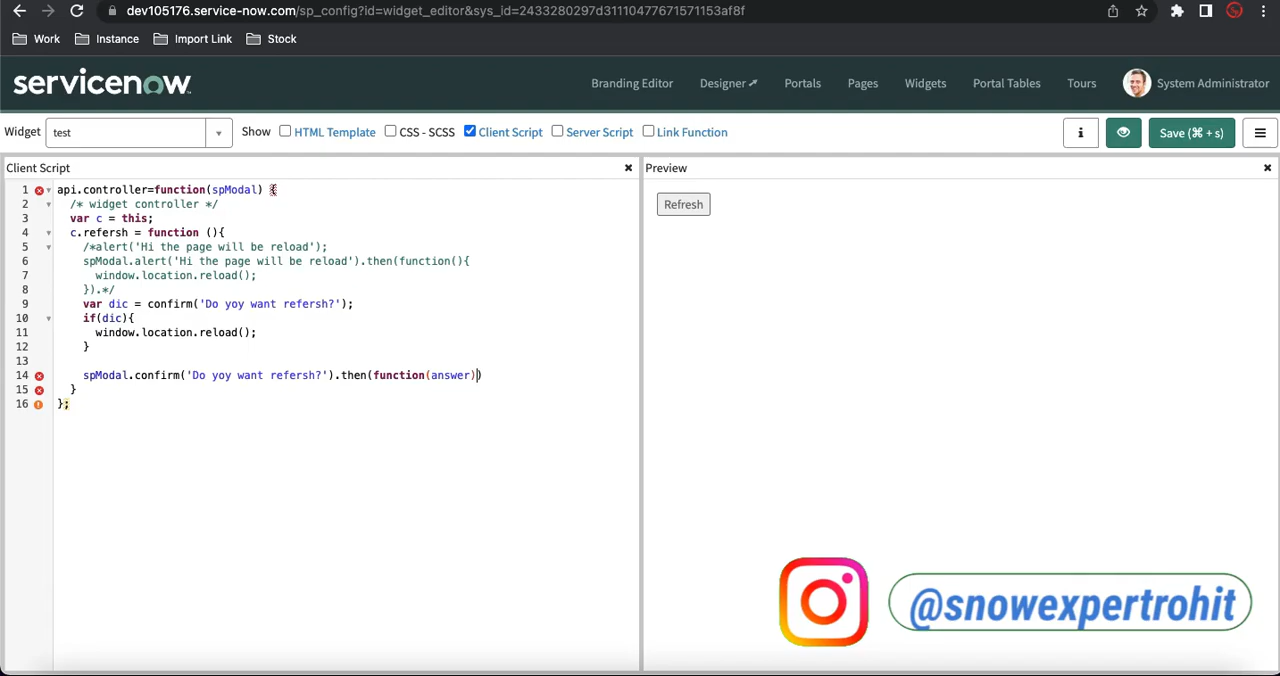 dev105176.service-now.com/sp_config?id=widget_editor&sys_id=2433280297d31110477671571153af8f
Work Instance Import Link Stock
servicenow Branding Editor Designer Portals Pages Widgets Portal Tables Tours System Administrator
Widget test Show HTML Template CSS - SCSS Client Script Server Script Link Function Save (⌘ + s)
Client Script
Preview
Refresh
1 api.controller=function(spModal) {
2 /* widget controller */
3 var c = this;
4 c.refersh = function (){
5 /*alert('Hi the page will be reload');
6 spModal.alert('Hi the page will be reload').then(function(){
7 window.location.reload();
8 }).*/
9 var dic = confirm('Do yoy want refersh?');
10 if(dic){
11 window.location.reload();
12 }
13
14 spModal.confirm('Do yoy want refersh?').then(function(answer))
15 }
16 };
@snowexpertrohit